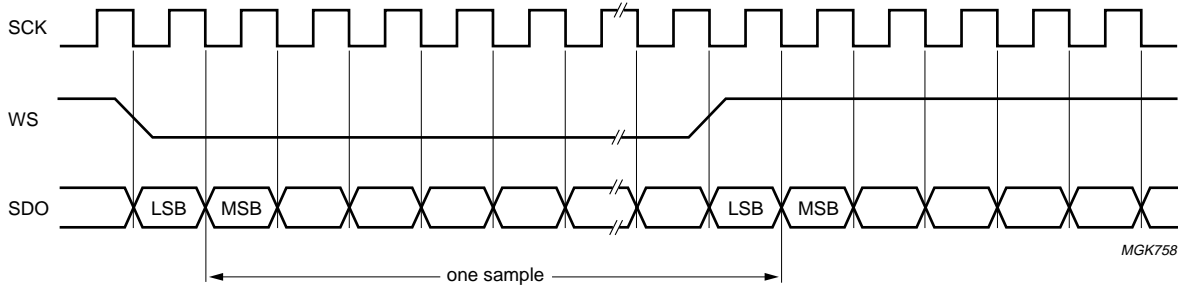 SCK
WS
SDO
LSB MSB LSB MSB
MGK758
one sample